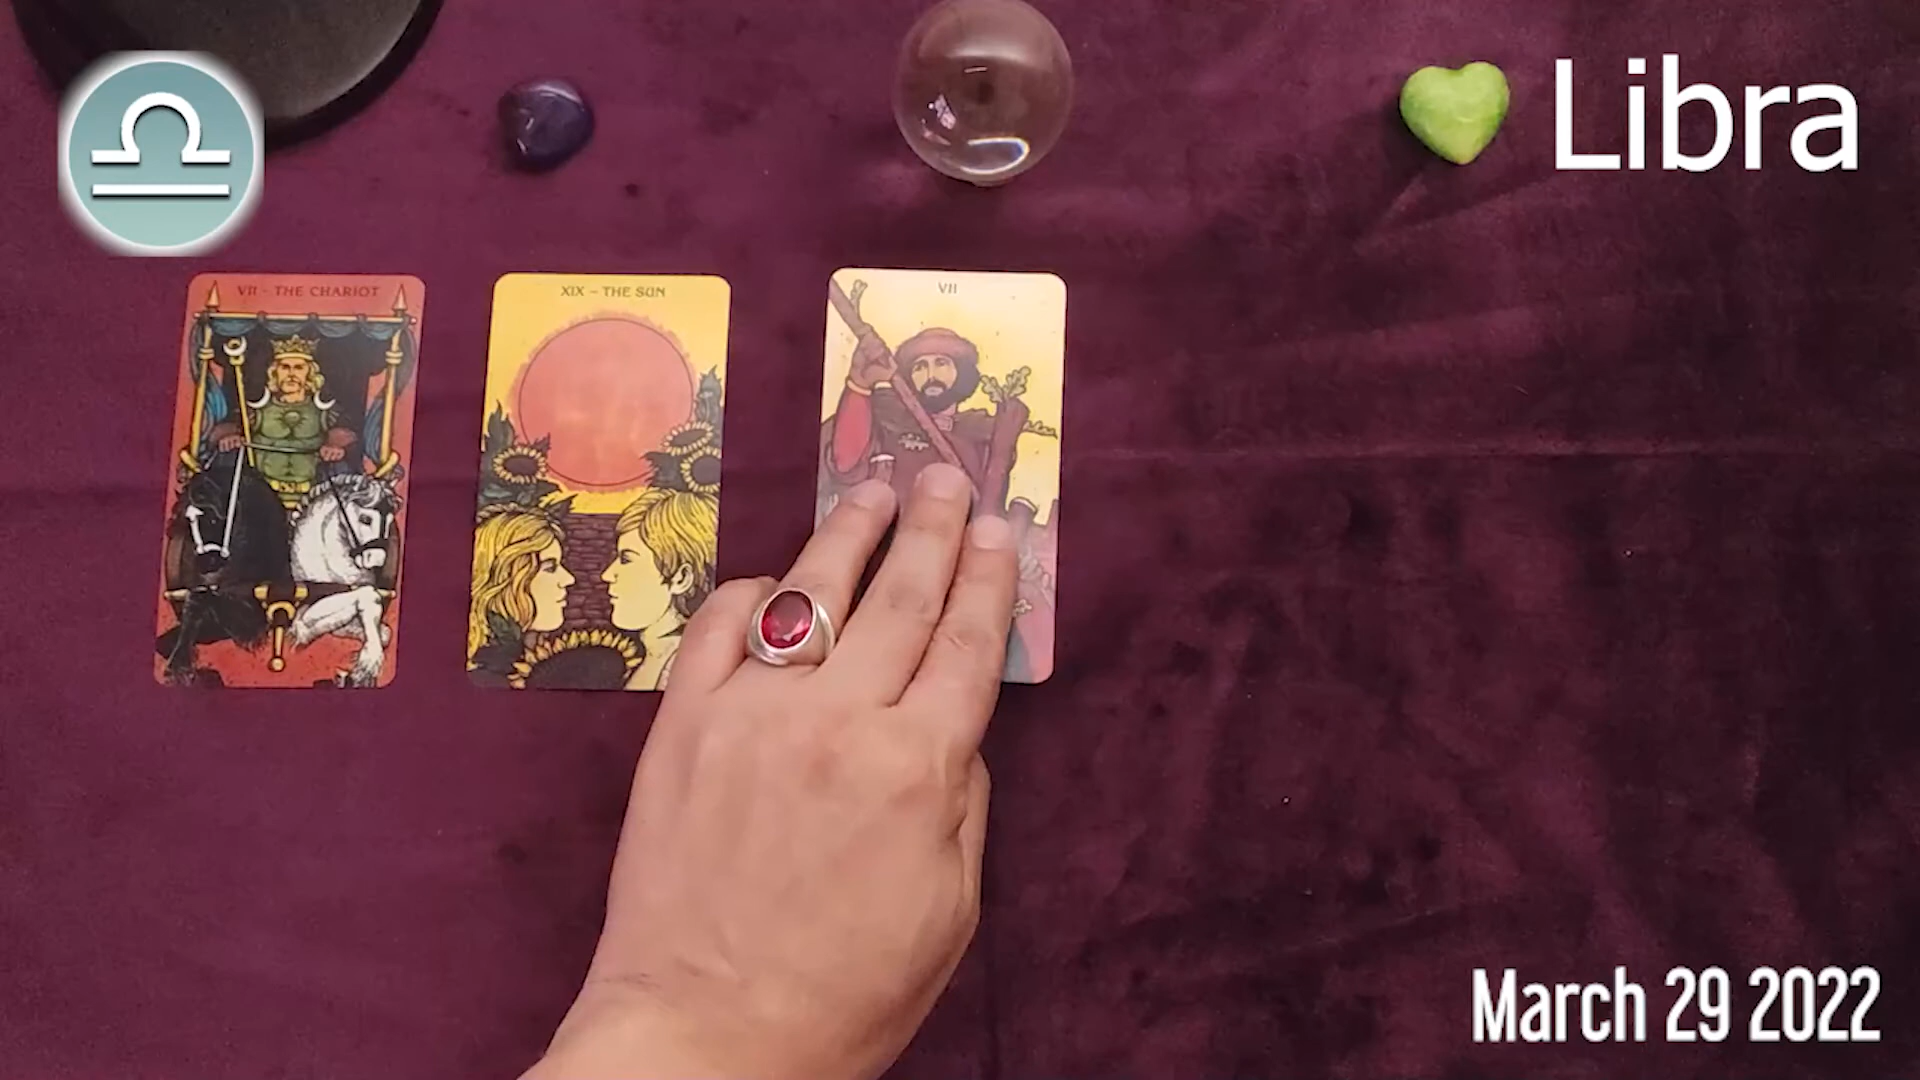 Libra
VII - THE CHARIOT
XIX - THE SUN
VII
March 29 2022